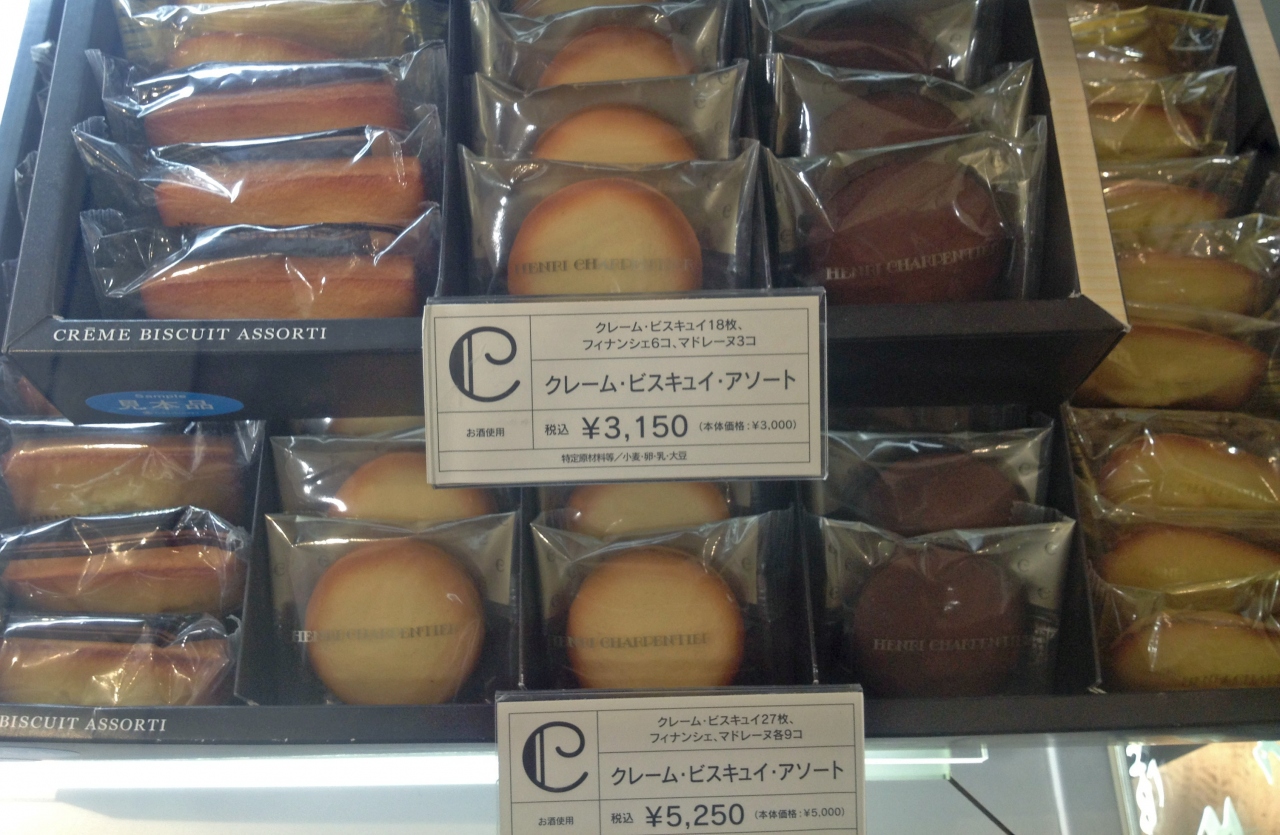 HENRI CHARPENTIER
HENRI CHARPENTIER
CRÈME BISCUIT ASSORTI
Sample
見本品
クレーム・ビスキュイ18枚、
フィナンシェ6コ、マドレーヌ3コ
クレーム・ビスキュイ・アソート
お酒使用
税込 ¥3,150 (本体価格:¥3,000)
特定原材料等/小麦・卵・乳・大豆
HENRI CHARPENTIER
HENRI CHARPENTIER
HENRI CHARPENTIER
BISCUIT ASSORTI
クレーム・ビスキュイ27枚、
フィナンシェ、マドレーヌ各9コ
クレーム・ビスキュイ・アソート
お酒使用
税込 ¥5,250 (本体価格:¥5,000)